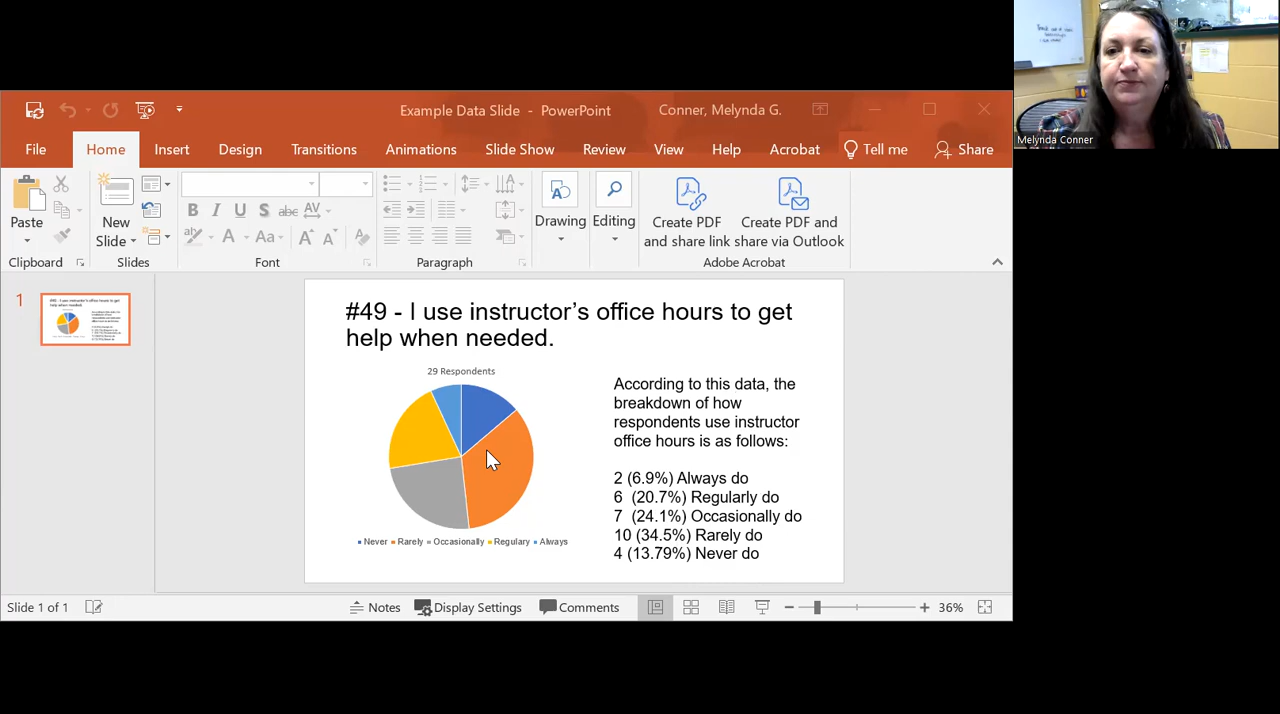 Example Data Slide - PowerPoint
Conner, Melynda G.
File Home Insert Design Transitions Animations Slide Show Review View Help Acrobat Tell me Share
Paste
New
Slide
B I U S abc AV
A Aa A A
Drawing
Editing
Create PDF
and share link
Create PDF and
share via Outlook
Clipboard
Slides
Font
Paragraph
Adobe Acrobat
1
#49 - I use instructor's office hours to get
help when needed.
29 Respondents
Never Rarely Occasionally Regulary Always
According to this data, the
breakdown of how
respondents use instructor
office hours is as follows:
2 (6.9%) Always do
6 (20.7%) Regularly do
7 (24.1%) Occasionally do
10 (34.5%) Rarely do
4 (13.79%) Never do
Slide 1 of 1
Notes
Display Settings
Comments
36%
Melynda Conner